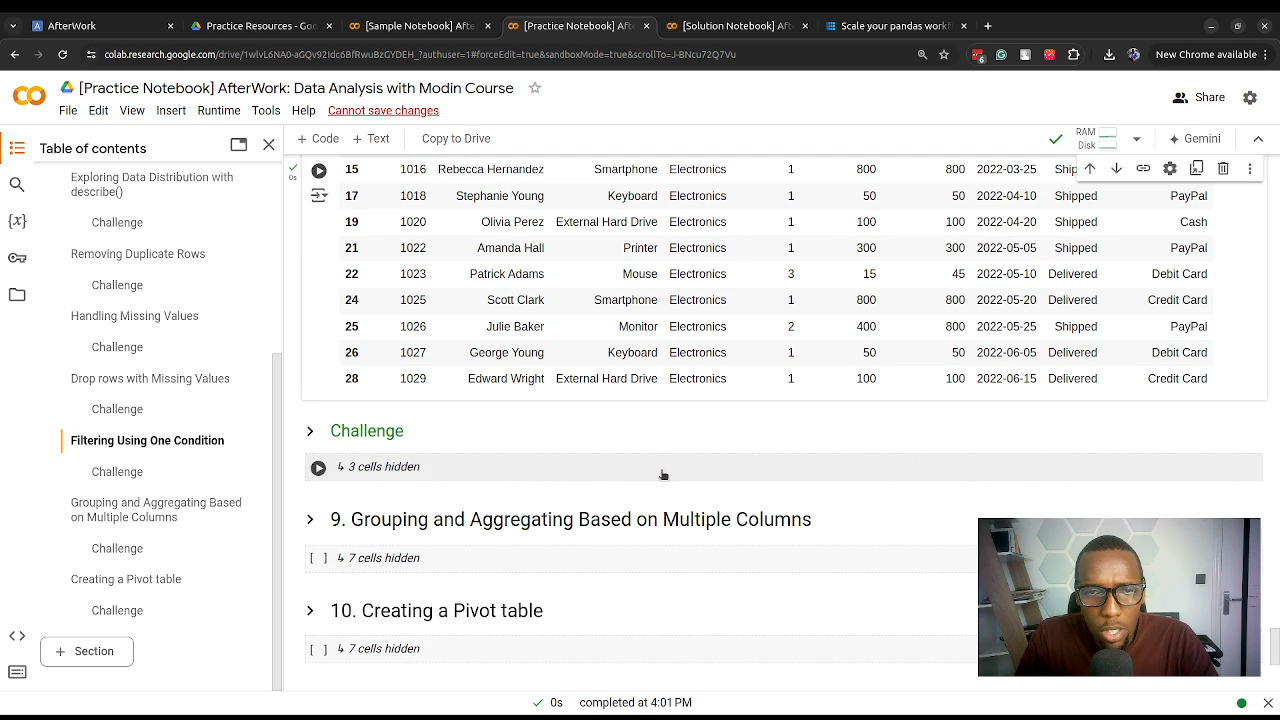 AfterWork
Practice Resources - Goo
[Sample Notebook] Afte
[Practice Notebook] Aft
[Solution Notebook] Aft
Scale your pandas workf
colab.research.google.com/drive/1wlvL6NA0-aGQv92Idc6BfRwuBzGYDEH_?authuser=1#forceEdit=true&sandboxMode=true&scrollTo=J-BNcu72Q7Vu
6
New Chrome available
[Practice Notebook] AfterWork: Data Analysis with Modin Course
File Edit View Insert Runtime Tools Help Cannot save changes
Share
Table of contents
+ Code + Text Copy to Drive
RAM
Disk
Gemini
Exploring Data Distribution with
describe()
Challenge
Removing Duplicate Rows
Challenge
Handling Missing Values
Challenge
Drop rows with Missing Values
Challenge
Filtering Using One Condition
Challenge
Grouping and Aggregating Based
on Multiple Columns
Challenge
Creating a Pivot table
Challenge
+ Section
{x}
0s
15 1016 Rebecca Hernandez Smartphone Electronics 1 800 800 2022-03-25 Ship
17 1018 Stephanie Young Keyboard Electronics 1 50 50 2022-04-10 Shipped PayPal
19 1020 Olivia Perez External Hard Drive Electronics 1 100 100 2022-04-20 Shipped Cash
21 1022 Amanda Hall Printer Electronics 1 300 300 2022-05-05 Shipped PayPal
22 1023 Patrick Adams Mouse Electronics 3 15 45 2022-05-10 Delivered Debit Card
24 1025 Scott Clark Smartphone Electronics 1 800 800 2022-05-20 Delivered Credit Card
25 1026 Julie Baker Monitor Electronics 2 400 800 2022-05-25 Shipped PayPal
26 1027 George Young Keyboard Electronics 1 50 50 2022-06-05 Delivered Debit Card
28 1029 Edward Wright External Hard Drive Electronics 1 100 100 2022-06-15 Delivered Credit Card
Challenge
↳ 3 cells hidden
9. Grouping and Aggregating Based on Multiple Columns
[ ] ↳ 7 cells hidden
10. Creating a Pivot table
[ ] ↳ 7 cells hidden
0s completed at 4:01 PM